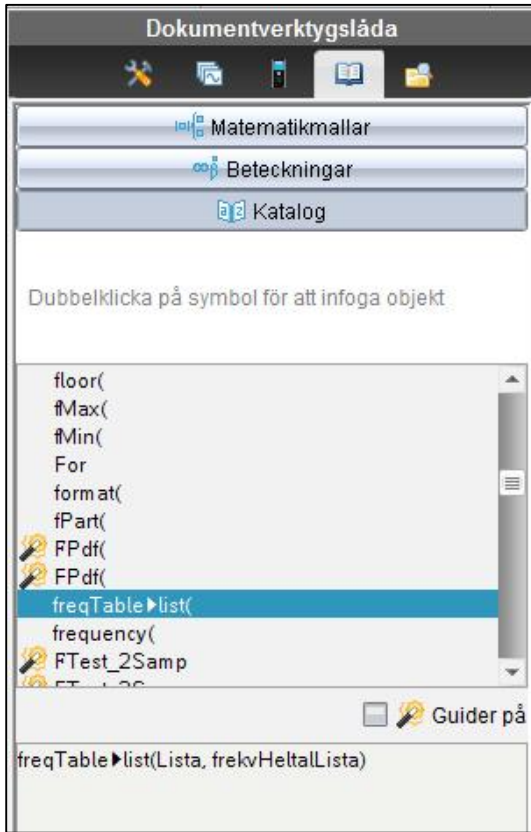 Dokumentverktygslåda
Matematikmallar
Beteckningar
Katalog
Dubbelklicka på symbol för att infoga objekt
floor(
fMax(
fMin(
For
format(
fPart(
FPdf(
FPdf(
freqTable▶list(
frequency(
FTest_2Samp
Guider på
freqTable▶list(Lista, frekvHeltalLista)